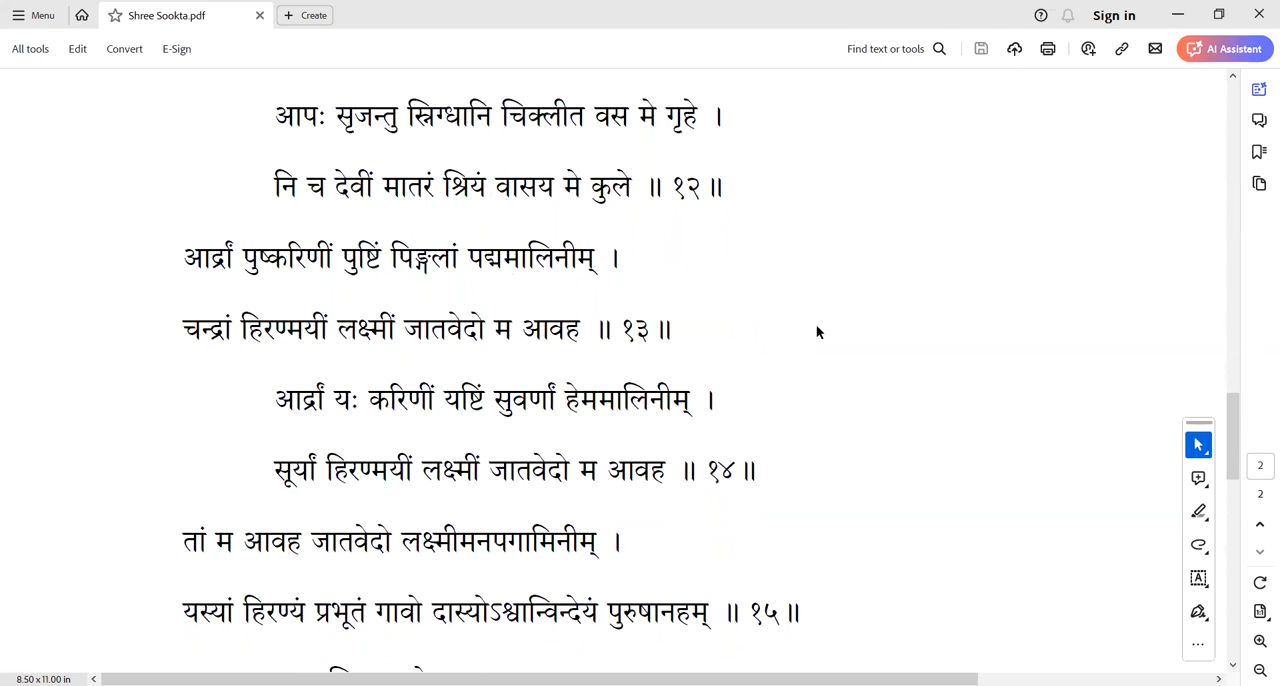 Menu
Shree Sookta.pdf
Create
Sign in
All tools Edit Convert E-Sign
Find text or tools
AI Assistant
आपः सृजन्तु स्निग्धानि चिक्लीत वस मे गृहे ।
नि च देवीं मातरं श्रियं वासय मे कुले ॥ १२॥
आर्द्रां पुष्करिणीं पुष्टिं पिङ्गलां पद्ममालिनीम् ।
चन्द्रां हिरण्मयीं लक्ष्मीं जातवेदो म आवह ॥ १३॥
आर्द्रां यः करिणीं यष्टिं सुवर्णां हेममालिनीम् ।
सूर्यां हिरण्मयीं लक्ष्मीं जातवेदो म आवह ॥ १४॥
तां म आवह जातवेदो लक्ष्मीमनपगामिनीम् ।
यस्यां हिरण्यं प्रभूतं गावो दास्योऽश्वान्विन्देयं पुरुषानहम् ॥ १५॥
2
2
8.50 x 11.00 in